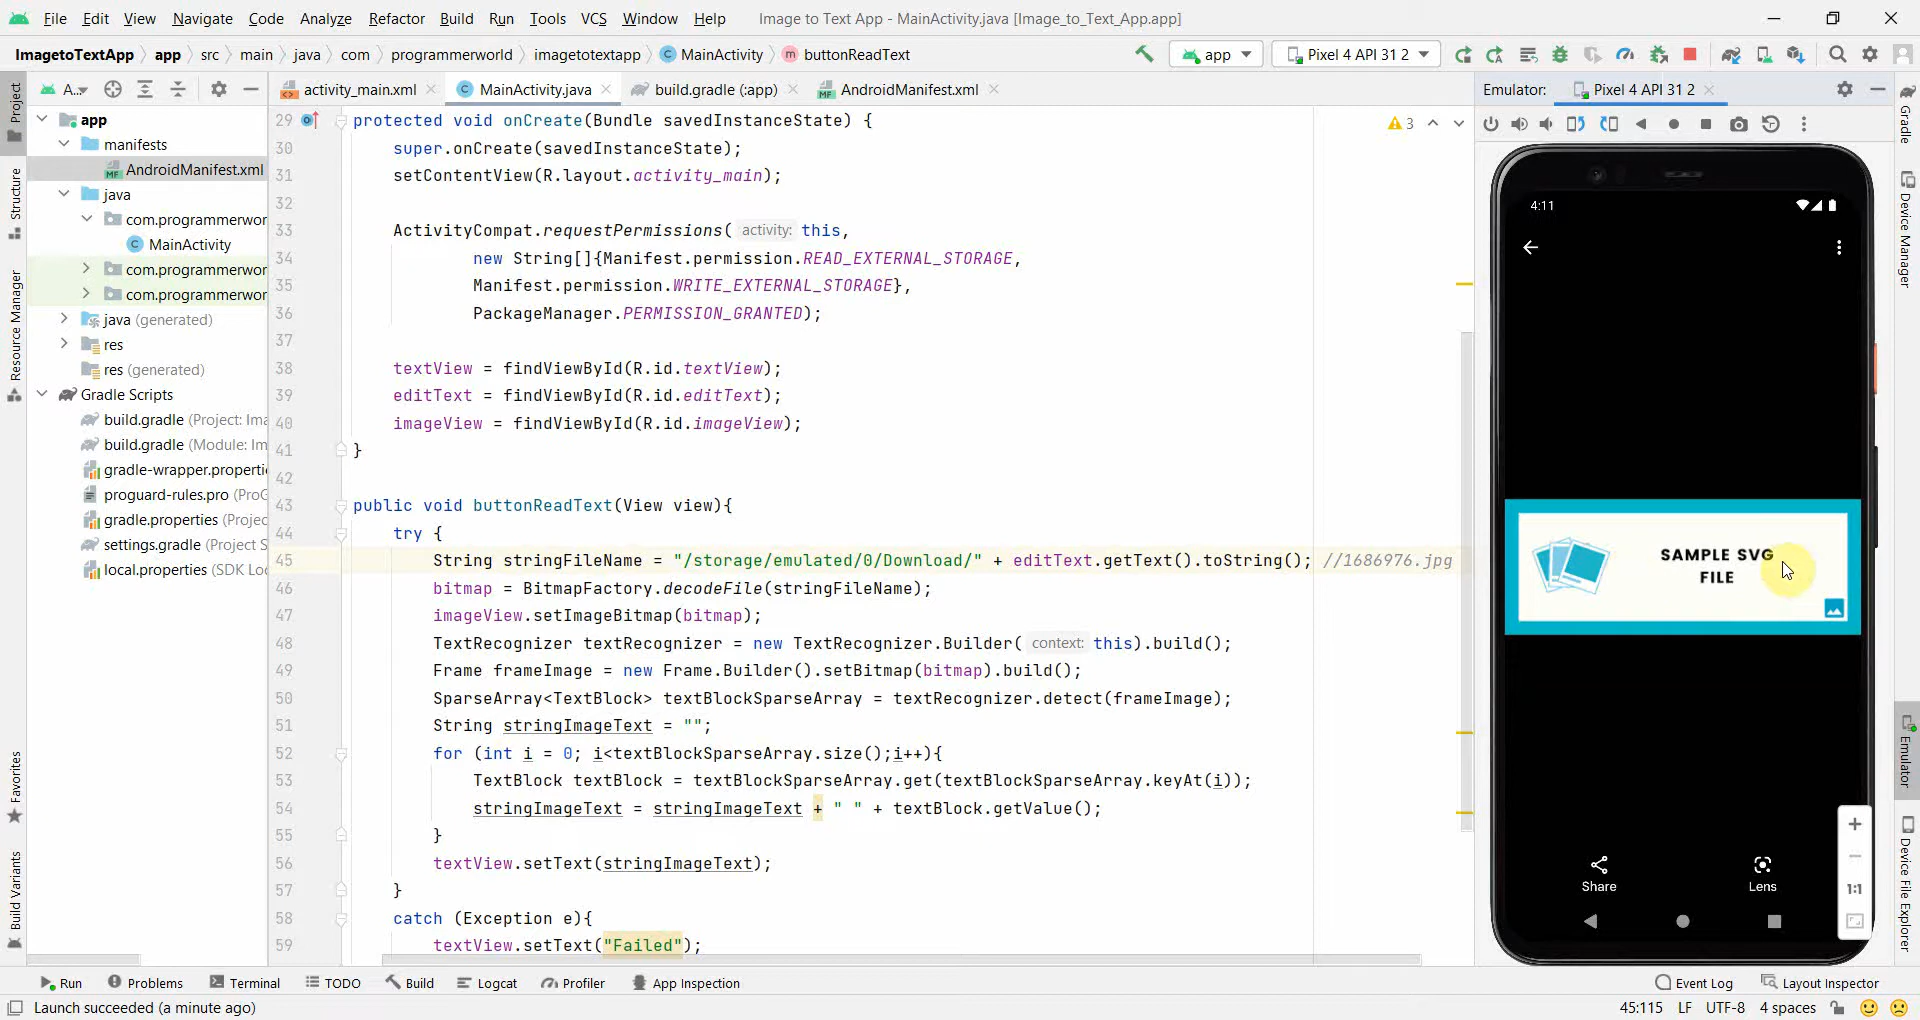 File Edit View Navigate Code Analyze Refactor Build Run Tools VCS Window Help Image to Text App - MainActivity.java [Image_to_Text_App.app]
ImagetoTextApp app src main java com programmerworld imagetotextapp MainActivity buttonReadText app Pixel 4 API 31 2
A... activity_main.xml MainActivity.java build.gradle (:app) AndroidManifest.xml Emulator: Pixel 4 API 31 2
Project
Structure
Resource Manager
Favorites
Build Variants
app
manifests
AndroidManifest.xml
java
com.programmerwor
MainActivity
com.programmerwor
com.programmerwor
java (generated)
res
res (generated)
Gradle Scripts
build.gradle (Project: Ima
build.gradle (Module: Im
gradle-wrapper.properti
proguard-rules.pro (ProG
gradle.properties (Projec
settings.gradle (Project S
local.properties (SDK Loc
3
29 protected void onCreate(Bundle savedInstanceState) {
30 super.onCreate(savedInstanceState);
31 setContentView(R.layout.activity_main);
32
33 ActivityCompat.requestPermissions( activity: this,
34 new String[]{Manifest.permission.READ_EXTERNAL_STORAGE,
35 Manifest.permission.WRITE_EXTERNAL_STORAGE},
36 PackageManager.PERMISSION_GRANTED);
37
38 textView = findViewById(R.id.textView);
39 editText = findViewById(R.id.editText);
40 imageView = findViewById(R.id.imageView);
41 }
42
43 public void buttonReadText(View view){
44 try {
45 String stringFileName = "/storage/emulated/0/Download/" + editText.getText().toString(); //1686976.jpg
46 bitmap = BitmapFactory.decodeFile(stringFileName);
47 imageView.setImageBitmap(bitmap);
48 TextRecognizer textRecognizer = new TextRecognizer.Builder( context: this).build();
49 Frame frameImage = new Frame.Builder().setBitmap(bitmap).build();
50 SparseArray<TextBlock> textBlockSparseArray = textRecognizer.detect(frameImage);
51 String stringImageText = "";
52 for (int i = 0; i<textBlockSparseArray.size();i++){
53 TextBlock textBlock = textBlockSparseArray.get(textBlockSparseArray.keyAt(i));
54 stringImageText = stringImageText + " " + textBlock.getValue();
55 }
56 textView.setText(stringImageText);
57 }
58 catch (Exception e){
59 textView.setText("Failed");
4:11
SAMPLE SVG
FILE
Share Lens
1:1
Gradle
Device Manager
Emulator
Device File Explorer
Run Problems Terminal TODO Build Logcat Profiler App Inspection Event Log Layout Inspector
Launch succeeded (a minute ago) 45:115 LF UTF-8 4 spaces